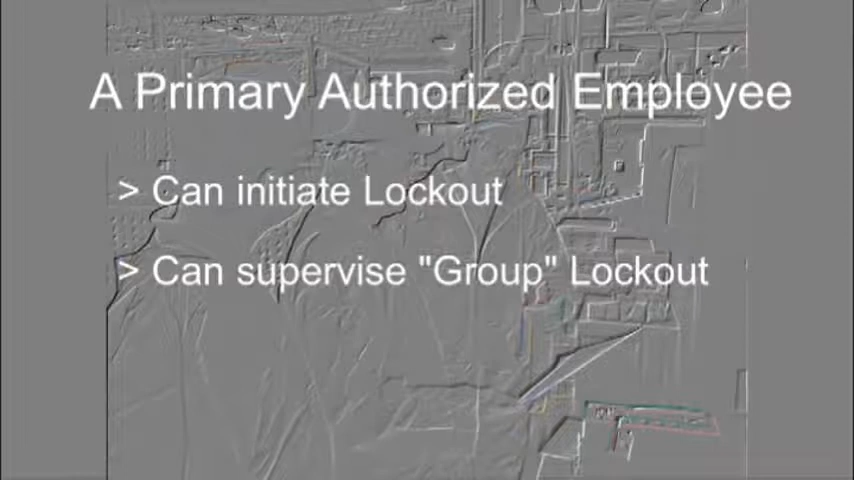 A Primary Authorized Employee
> Can initiate Lockout
> Can supervise "Group" Lockout